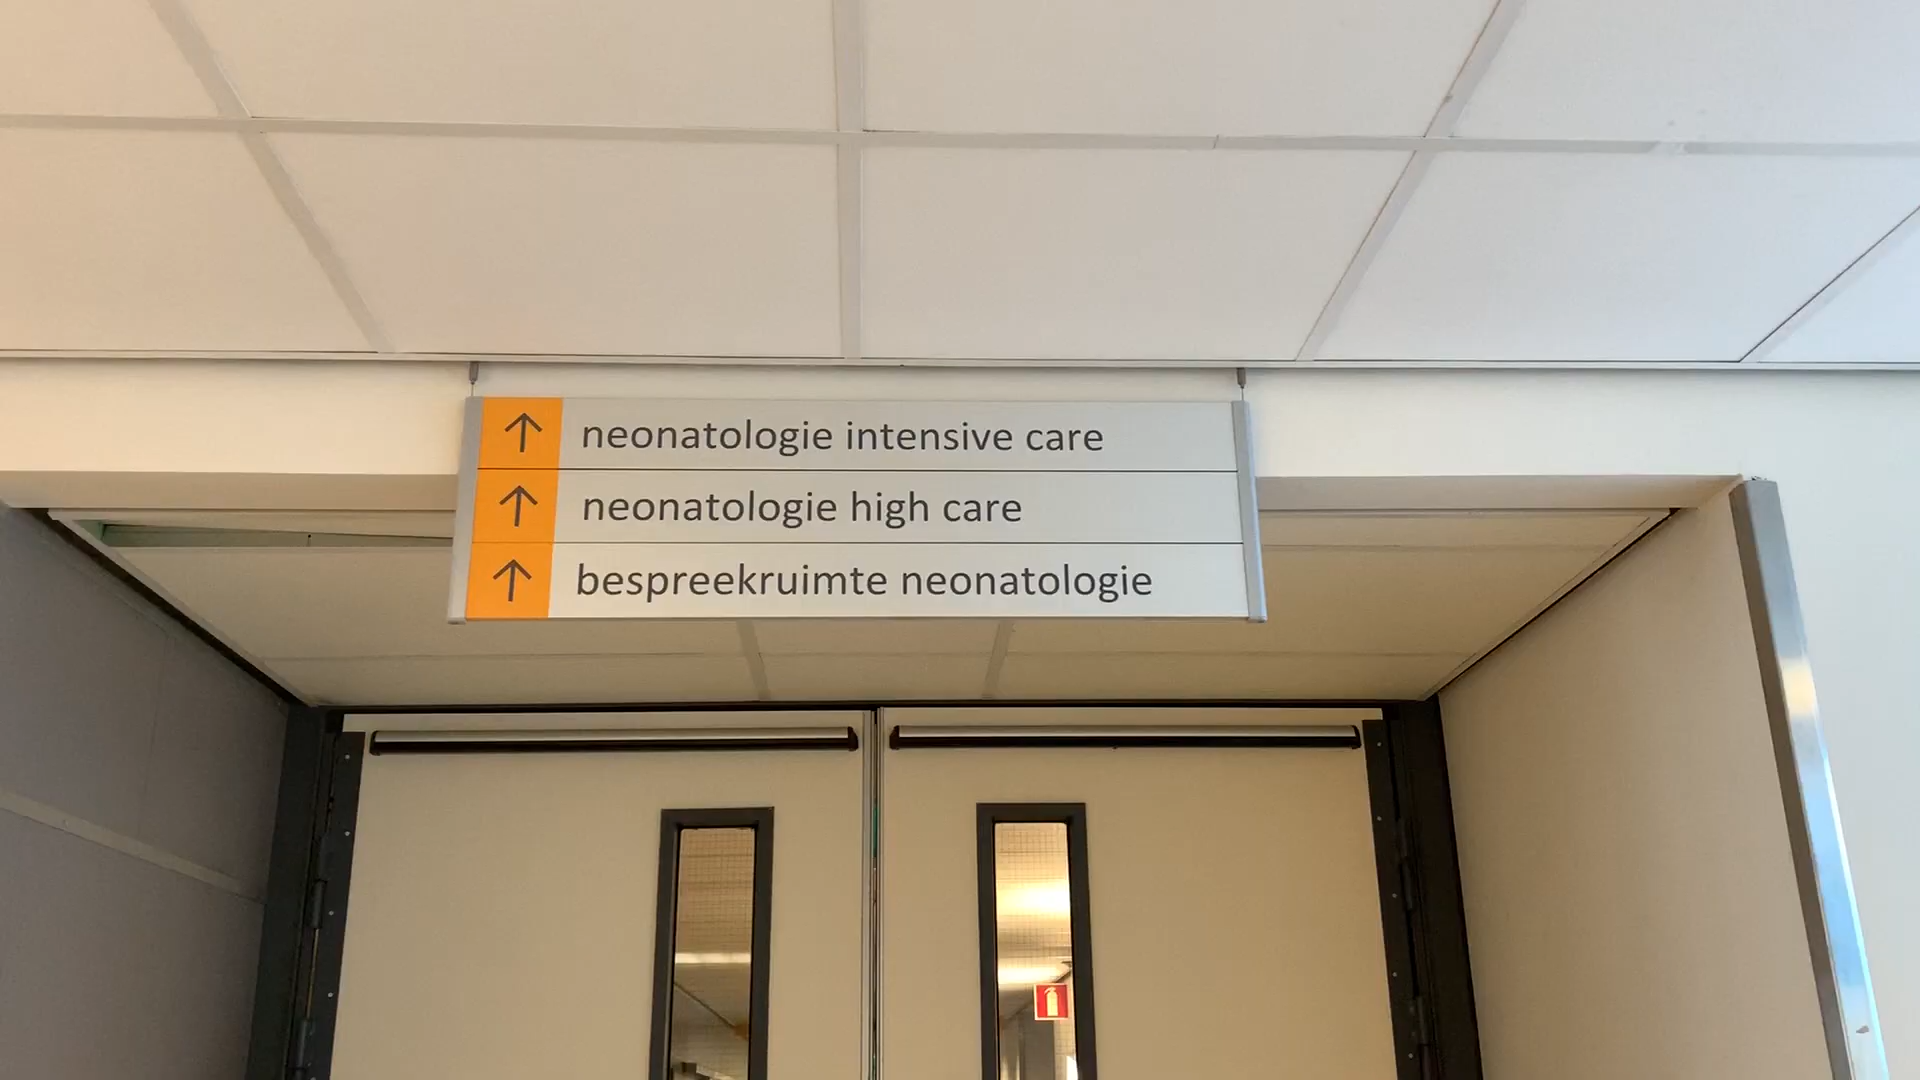 ↑ neonatologie intensive care
↑ neonatologie high care
↑ bespreekruimte neonatologie